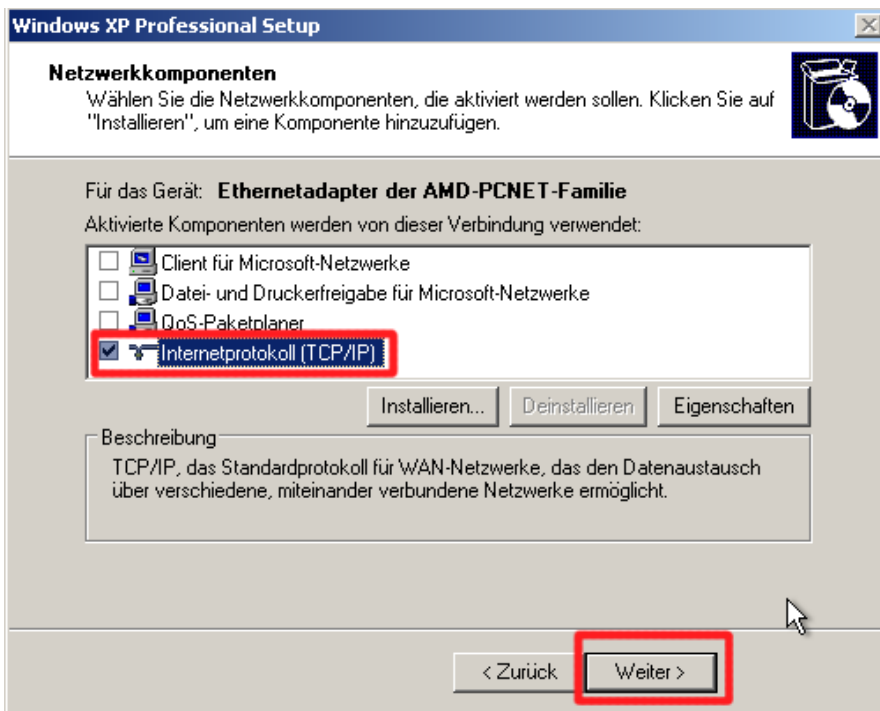 Windows XP Professional Setup
Netzwerkkomponenten
Wählen Sie die Netzwerkkomponenten, die aktiviert werden sollen. Klicken Sie auf
"Installieren", um eine Komponente hinzuzufügen.
Für das Gerät: Ethernetadapter der AMD-PCNET-Familie
Aktivierte Komponenten werden von dieser Verbindung verwendet:
Client für Microsoft-Netzwerke
Datei- und Druckerfreigabe für Microsoft-Netzwerke
QoS-Paketplaner
Internetprotokoll (TCP/IP)
Installieren... Deinstallieren Eigenschaften
Beschreibung
TCP/IP, das Standardprotokoll für WAN-Netzwerke, das den Datenaustausch
über verschiedene, miteinander verbundene Netzwerke ermöglicht.
< Zurück Weiter >